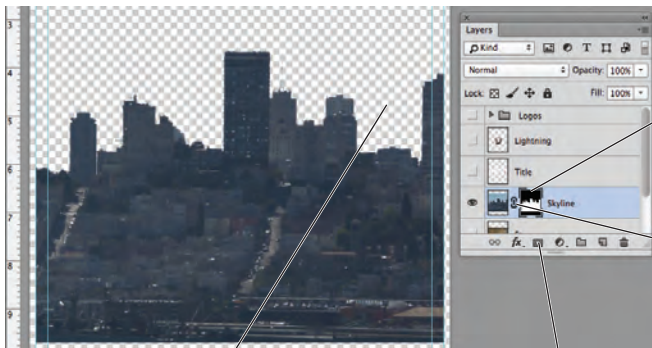 Layers
Kind
Normal
Opacity: 100%
Lock:
Fill: 100%
Logos
Lightning
Title
Skyline
fx
3
4
5
6
7
8
9